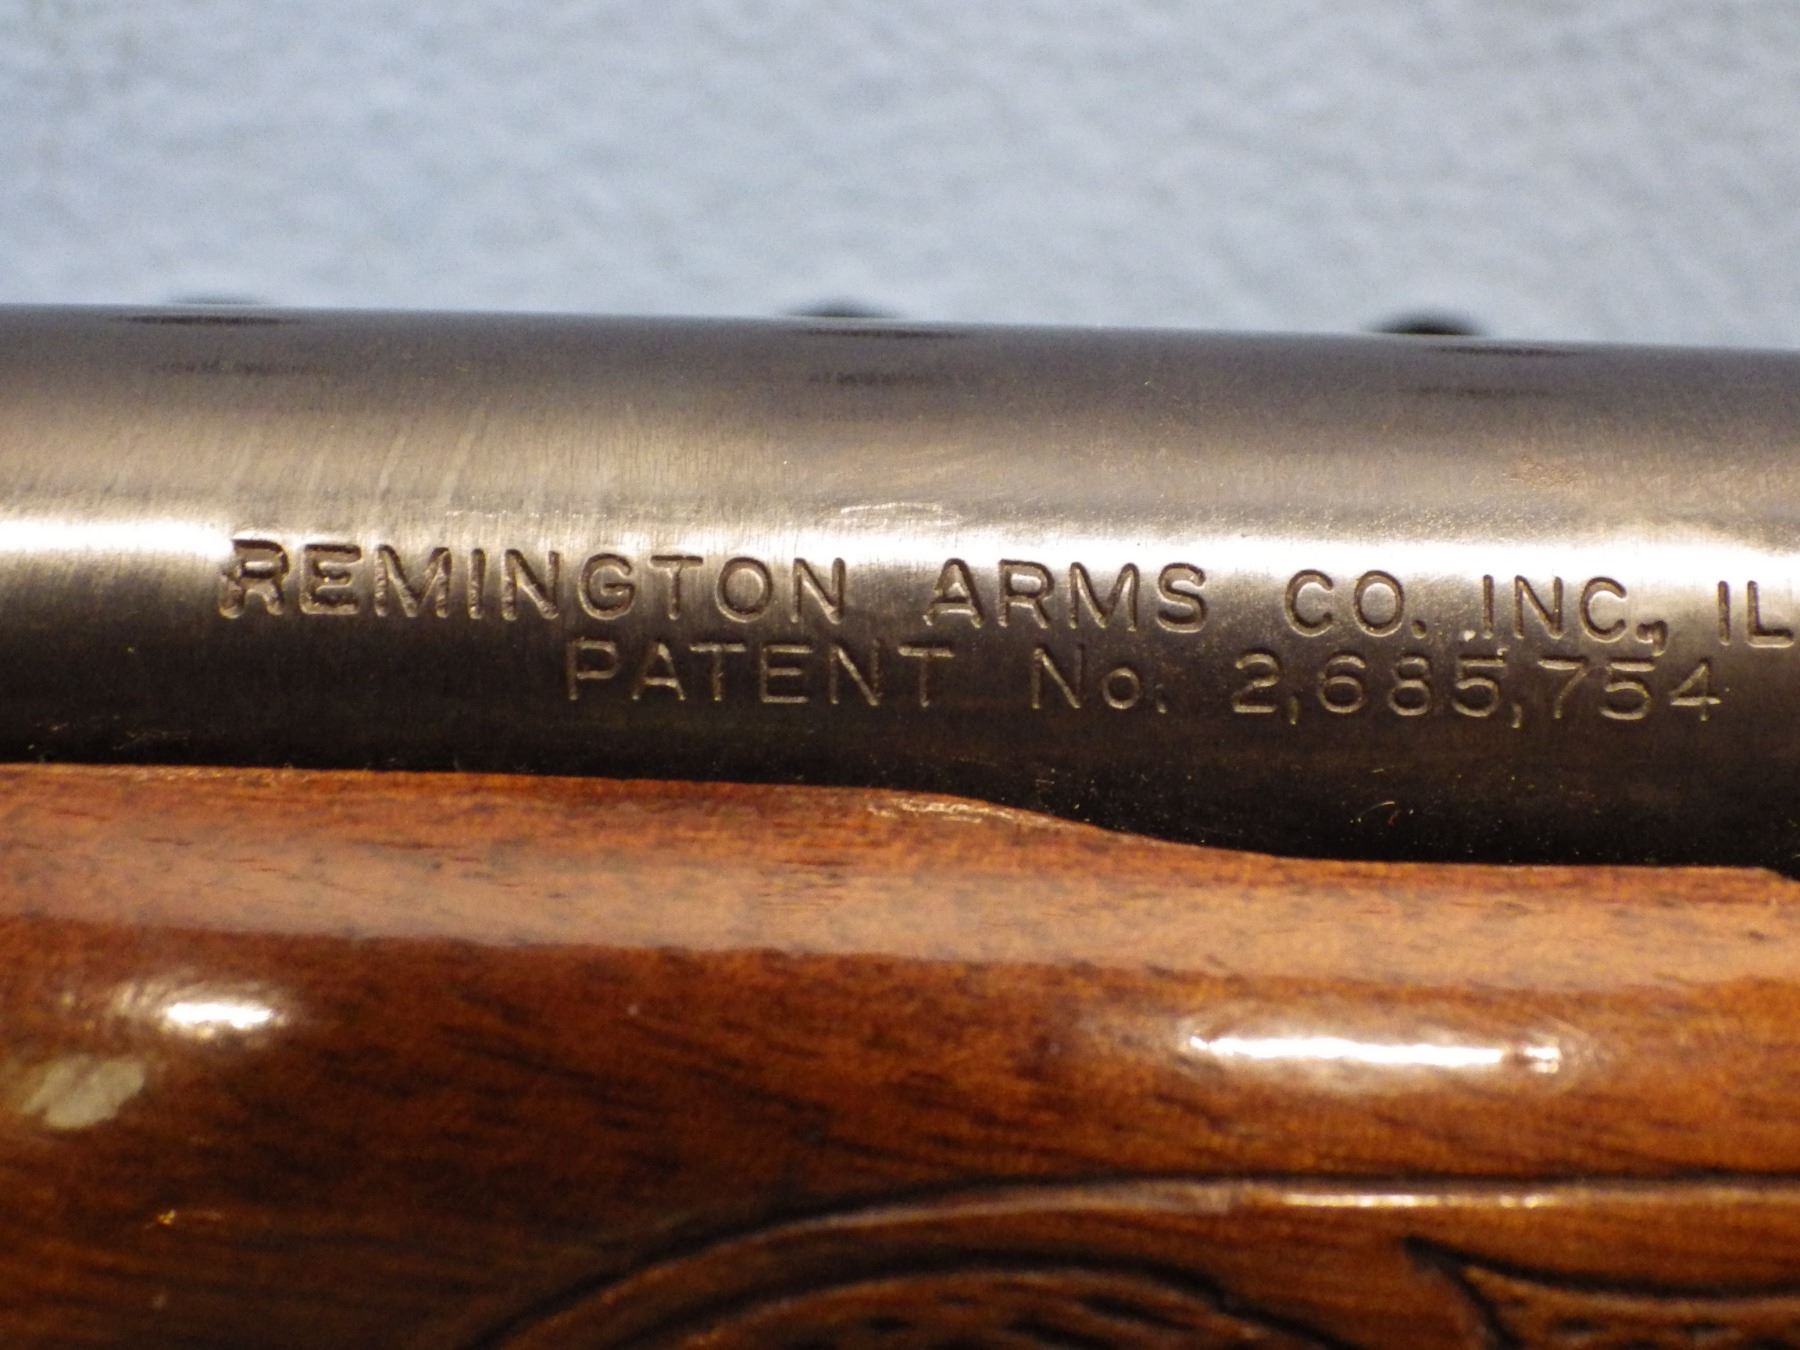 REMINGTON ARMS CO. INC., IL
PATENT No. 2,685,754